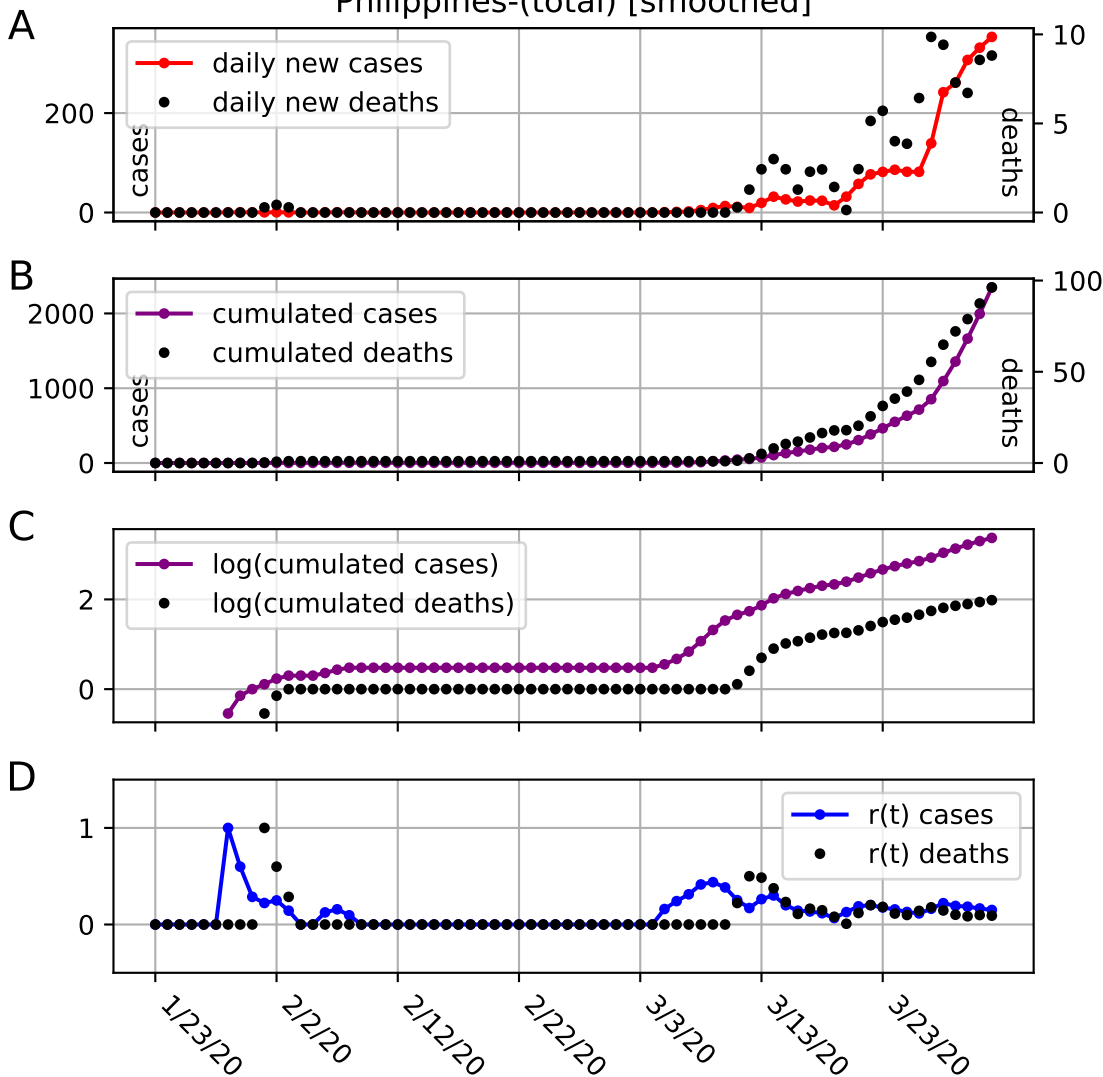 Philippines-(total) [smoothed]
A
daily new cases
daily new deaths
200
0
cases
10
5
0
deaths
B
cumulated cases
cumulated deaths
2000
1000
0
cases
100
50
0
deaths
C
log(cumulated cases)
log(cumulated deaths)
2
0
D
r(t) cases
r(t) deaths
1
0
1/23/20
2/2/20
2/12/20
2/22/20
3/3/20
3/13/20
3/23/20